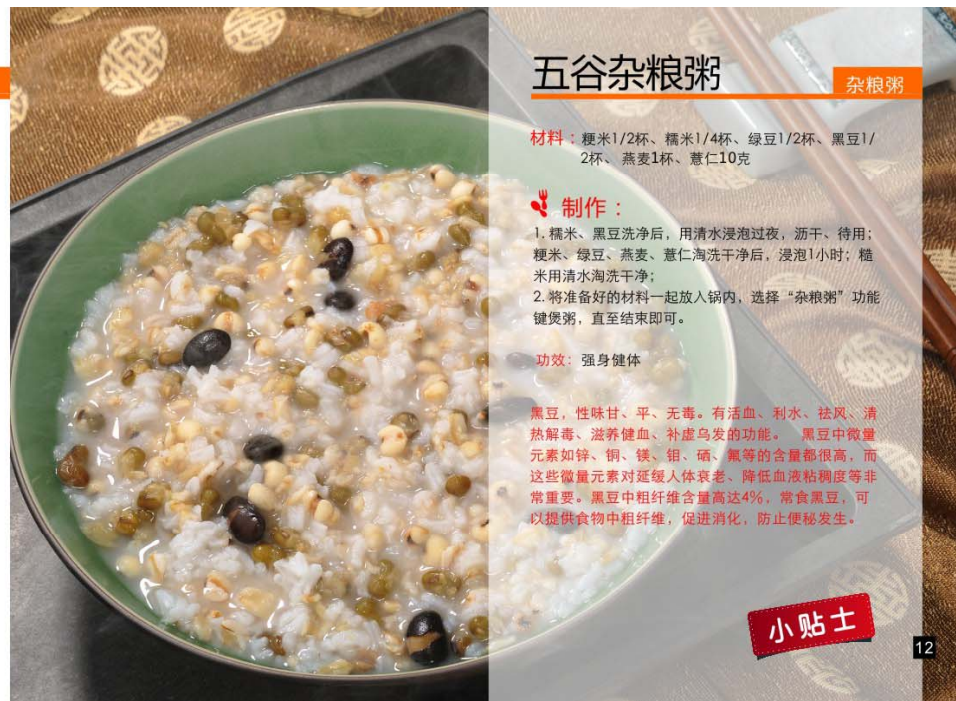 五谷杂粮粥
杂粮粥
材料：粳米1/2杯、糯米1/4杯、绿豆1/2杯、黑豆1/
2杯、燕麦1杯、薏仁10克
制作：
1. 糯米、黑豆洗净后，用清水浸泡过夜，沥干、待用；
粳米、绿豆、燕麦、薏仁淘洗干净后，浸泡1小时；糙
米用清水淘洗干净；
2. 将准备好的材料一起放入锅内，选择“杂粮粥”功能
键煲粥，直至结束即可。
功效：强身健体
黑豆，性味甘、平、无毒。有活血、利水、祛风、清
热解毒、滋养健血、补虚乌发的功能。 黑豆中微量
元素如锌、铜、镁、钼、硒、氟等的含量都很高，而
这些微量元素对延缓人体衰老、降低血液粘稠度等非
常重要。黑豆中粗纤维含量高达4%，常食黑豆，可
以提供食物中粗纤维，促进消化，防止便秘发生。
小贴士
12